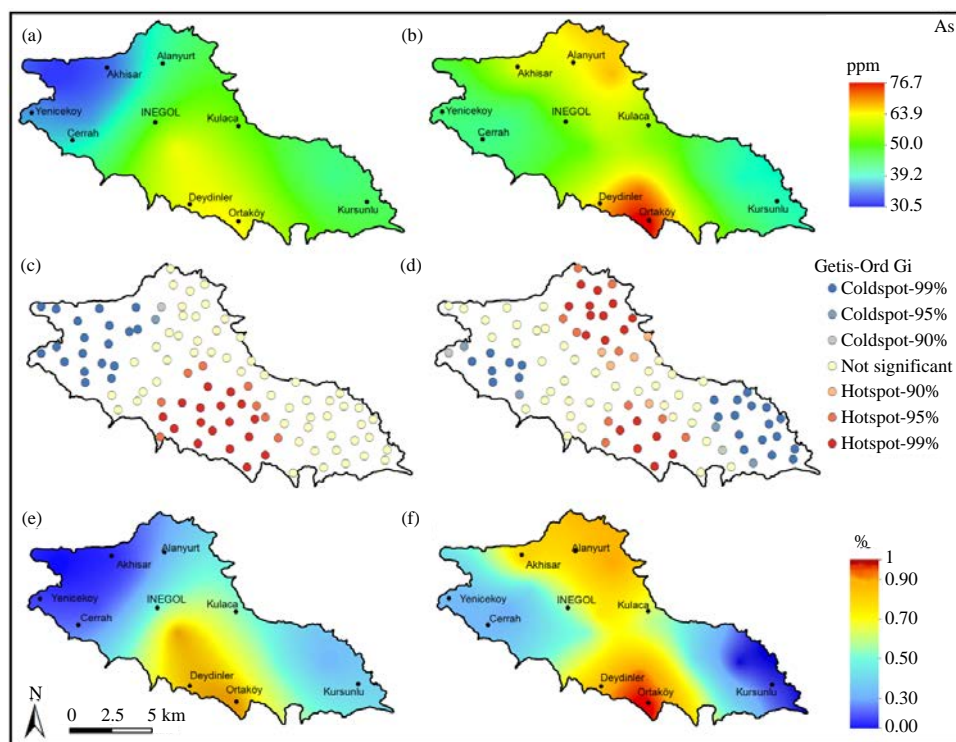 (a)
(b)
As
Alanyurt
Akhisar
Yenicekoy
INEGOL
Kulaca
Cerrah
Deydinler
Ortaköy
Kursunlu
Alanyurt
Akhisar
Yenicekoy
INEGOL
Kulaca
Cerrah
Deydinler
Ortaköy
Kursunlu
ppm
76.7
63.9
50.0
39.2
30.5
(c)
(d)
Getis-Ord Gi
Coldspot-99%
Coldspot-95%
Coldspot-90%
Not significant
Hotspot-90%
Hotspot-95%
Hotspot-99%
(e)
(f)
Alanyurt
Akhisar
Yenicekoy
INEGOL
Kulaca
Cerrah
Deydinler
Ortaköy
Kursunlu
Alanyurt
Akhisar
Yenicekoy
INEGOL
Kulaca
Cerrah
Deydinler
Ortaköy
Kursunlu
%
1
0.90
0.70
0.50
0.30
0.00
N
0 2.5 5 km